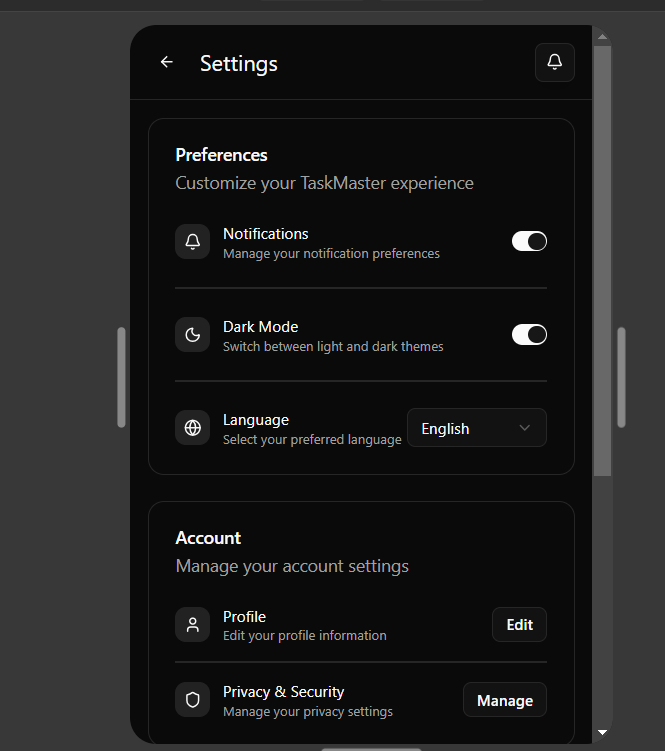 Settings
Preferences
Customize your TaskMaster experience
Notifications
Manage your notification preferences
Dark Mode
Switch between light and dark themes
Language
Select your preferred language
English
Account
Manage your account settings
Profile
Edit your profile information
Edit
Privacy & Security
Manage your privacy settings
Manage